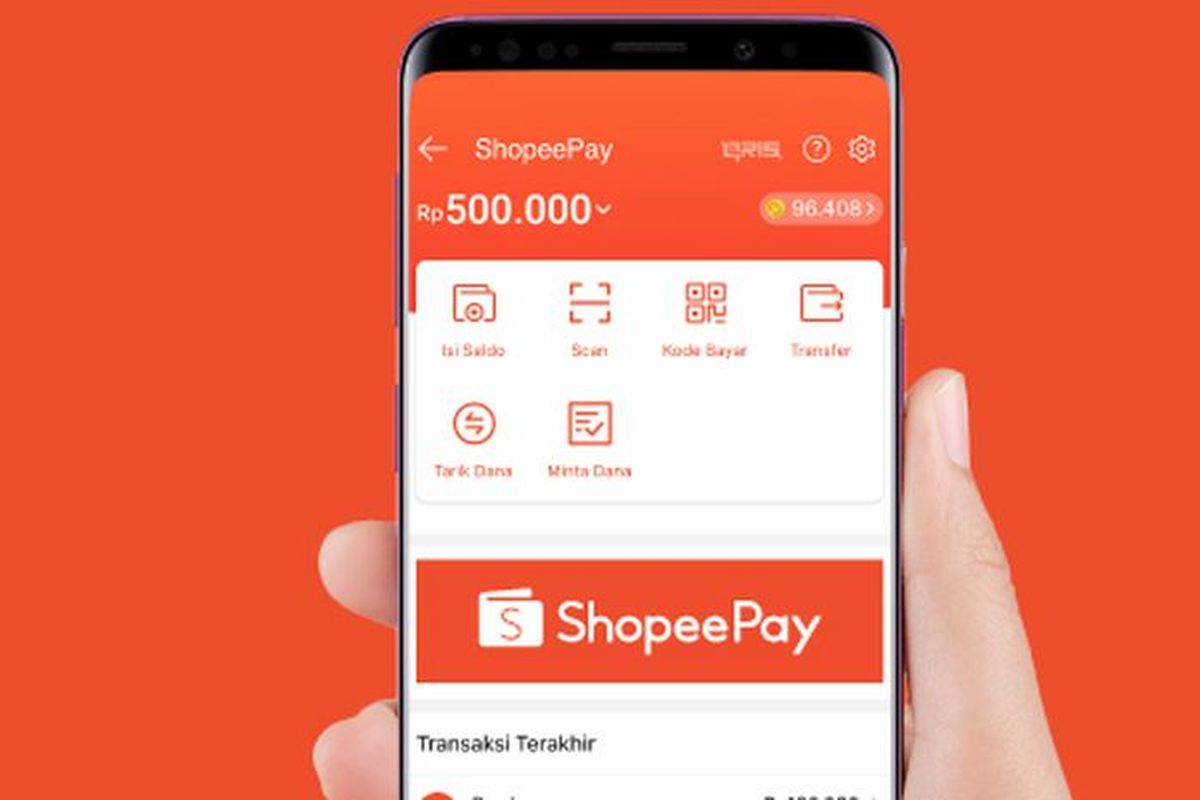 ShopeePay QRIS ?
Rp500.000 96.408
Isi Saldo Scan Kode Bayar Transfer
Tarik Dana Minta Dana
S ShopeePay
Transaksi Terakhir